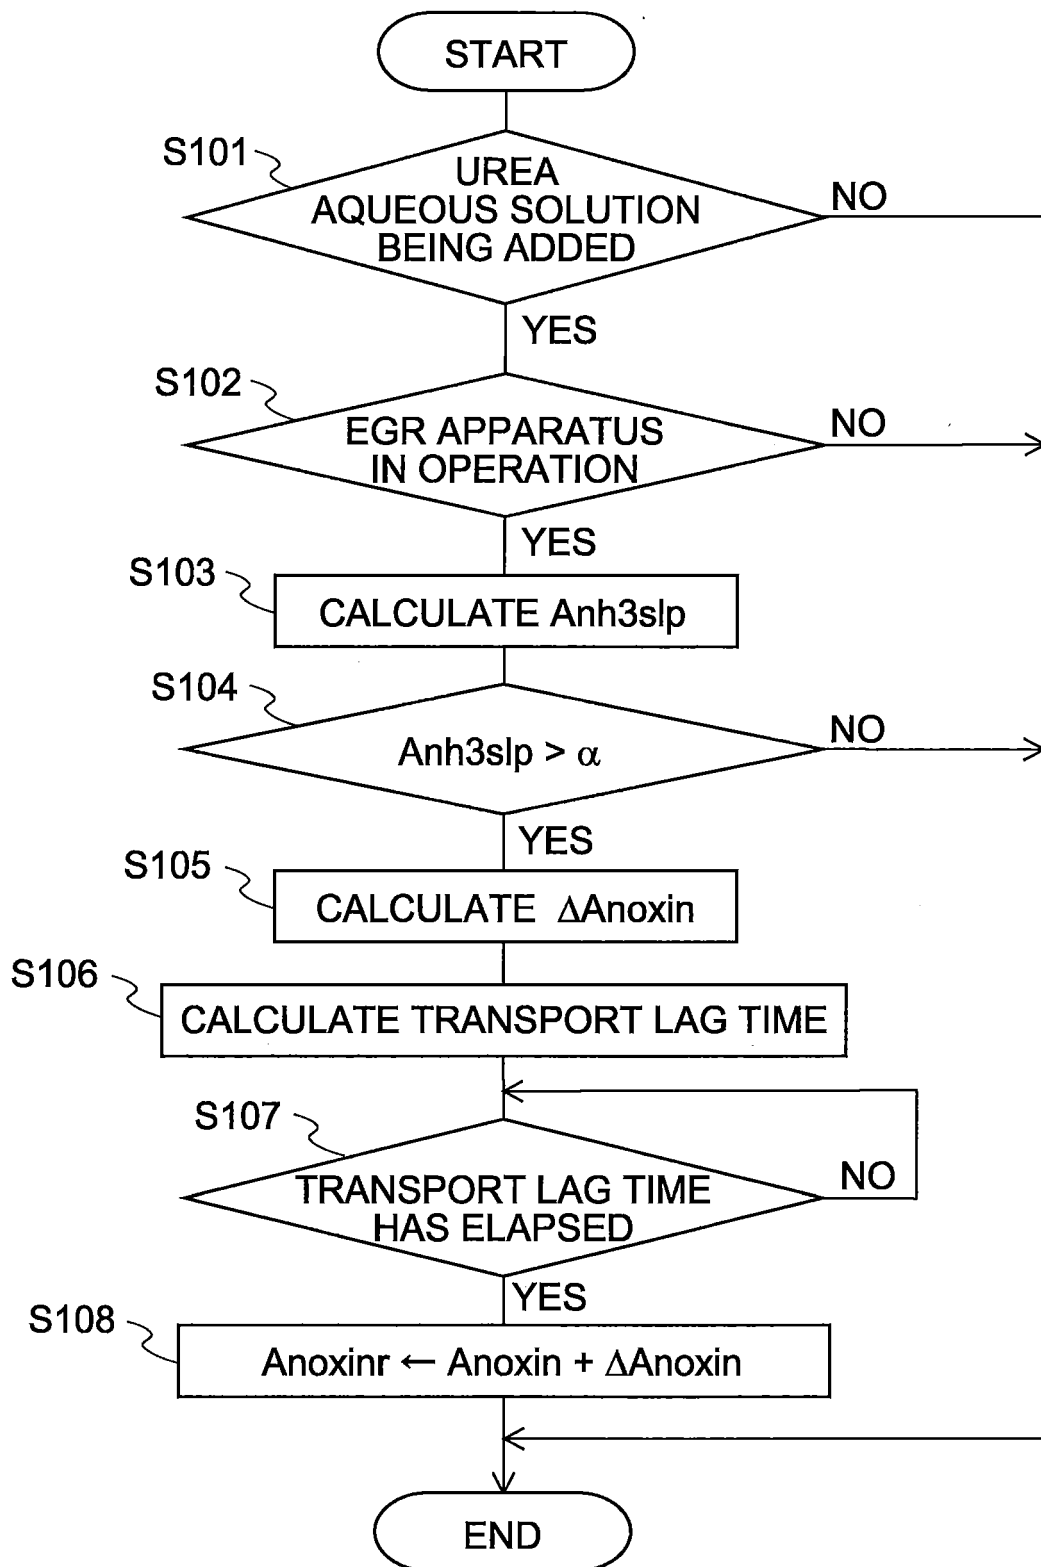 START
S101
UREA
AQUEOUS SOLUTION
BEING ADDED
NO
YES
S102
EGR APPARATUS
IN OPERATION
NO
YES
S103
CALCULATE Anh3slp
S104
Anh3slp > α
NO
YES
S105
CALCULATE ΔAnoxin
S106
CALCULATE TRANSPORT LAG TIME
S107
TRANSPORT LAG TIME
HAS ELAPSED
NO
YES
S108
Anoxinr ← Anoxin + ΔAnoxin
END